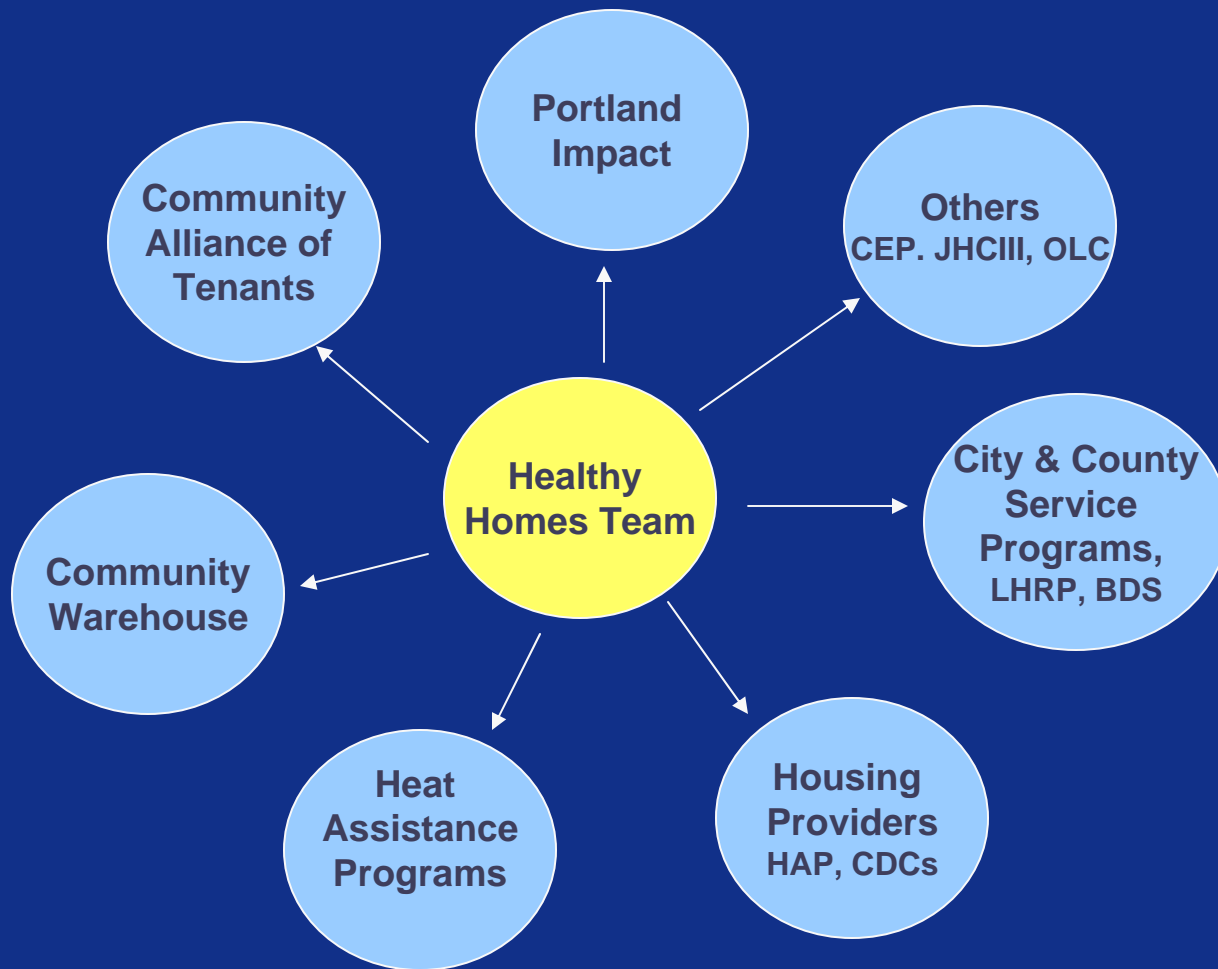 Portland
Impact
Community
Alliance of
Tenants
Others
CEP. JHCIII, OLC
Healthy
Homes Team
City & County
Service
Programs,
LHRP, BDS
Community
Warehouse
Heat
Assistance
Programs
Housing
Providers
HAP, CDCs